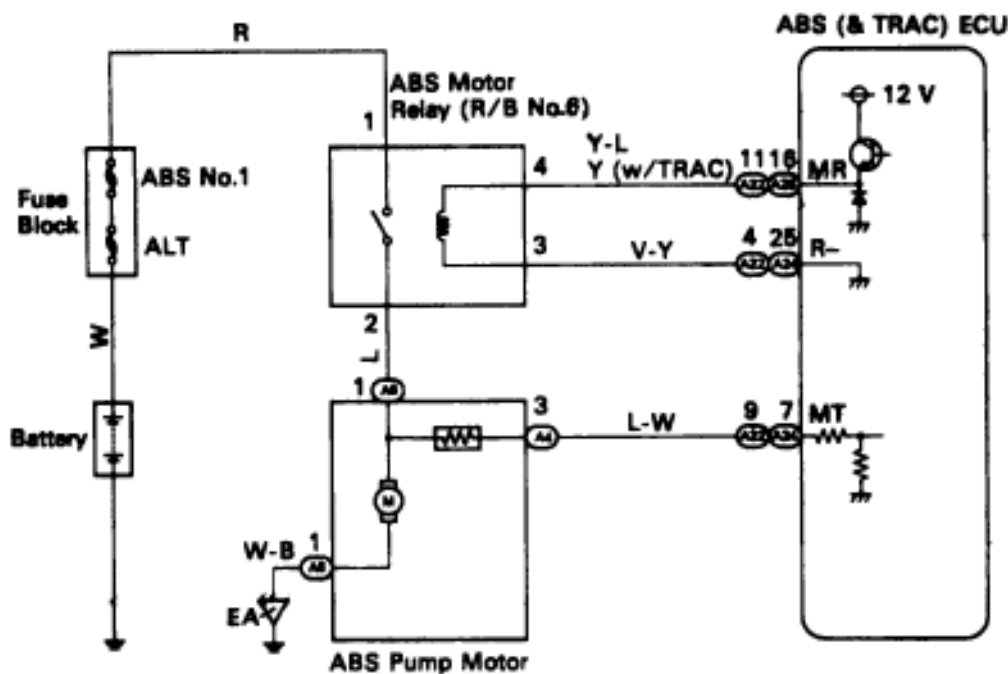 ABS (& TRAC) ECU
R
ABS Motor
Relay (R/B No.6)
12 V
1
Y-L
Y (w/TRAC)
4
11
16
MR
ABS No.1
Fuse
Block
ALT
3
V-Y
4
25
R–
2
W
L
1
3
L-W
9
7
MT
A4
Battery
M
W-B
1
EA
ABS Pump Motor